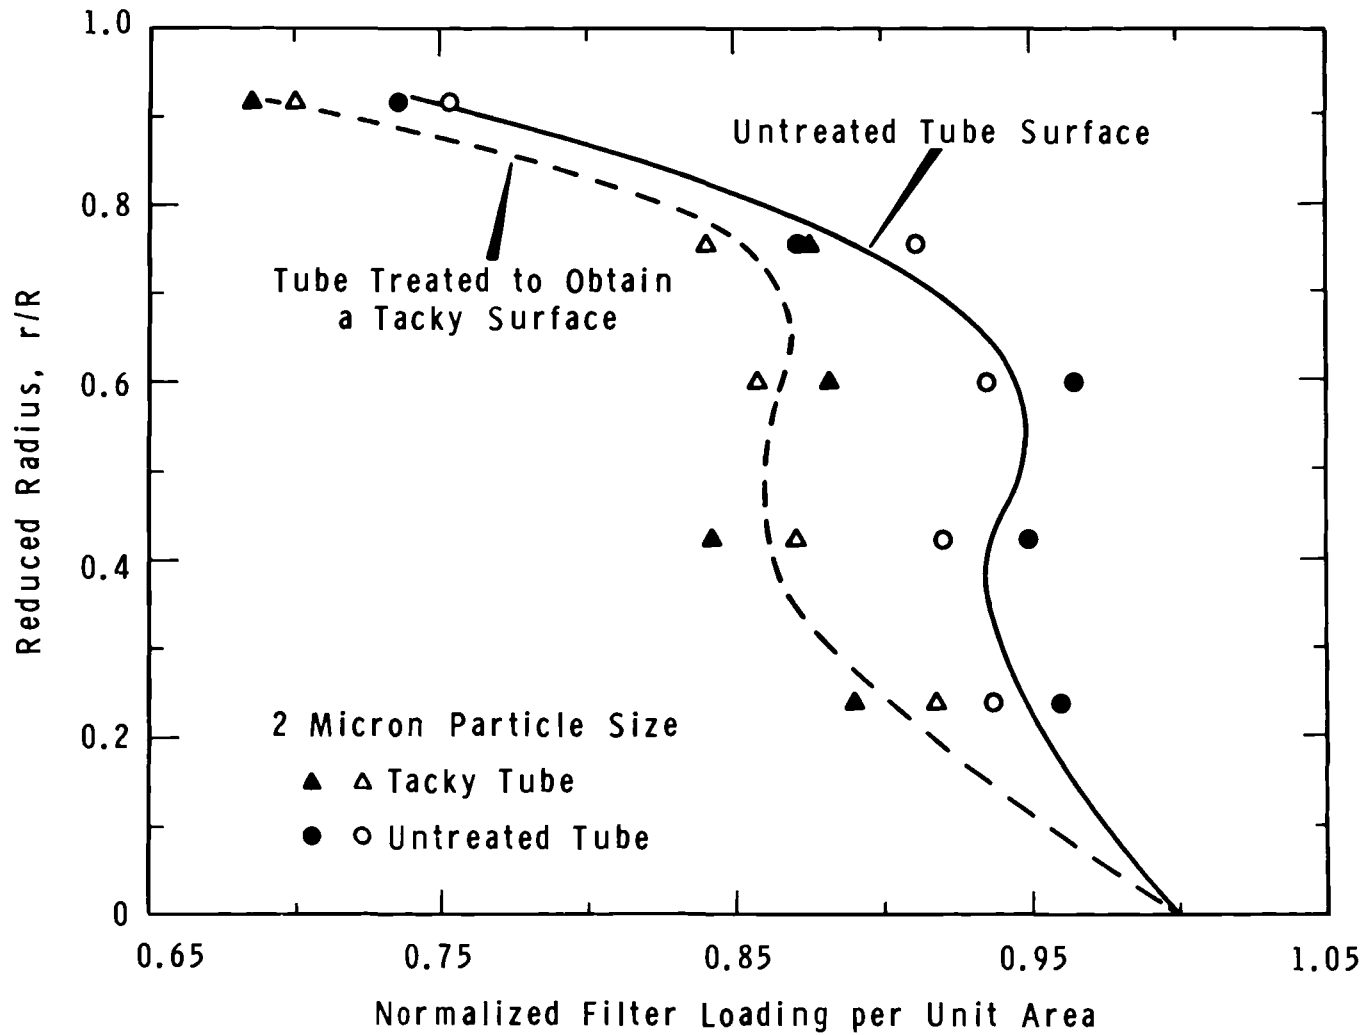 1.0
0.8
0.6
0.4
0.2
0
Reduced Radius, r/R
Untreated Tube Surface
Tube Treated to Obtain
a Tacky Surface
2 Micron Particle Size
Tacky Tube
Untreated Tube
0.65 0.75 0.85 0.95 1.05
Normalized Filter Loading per Unit Area